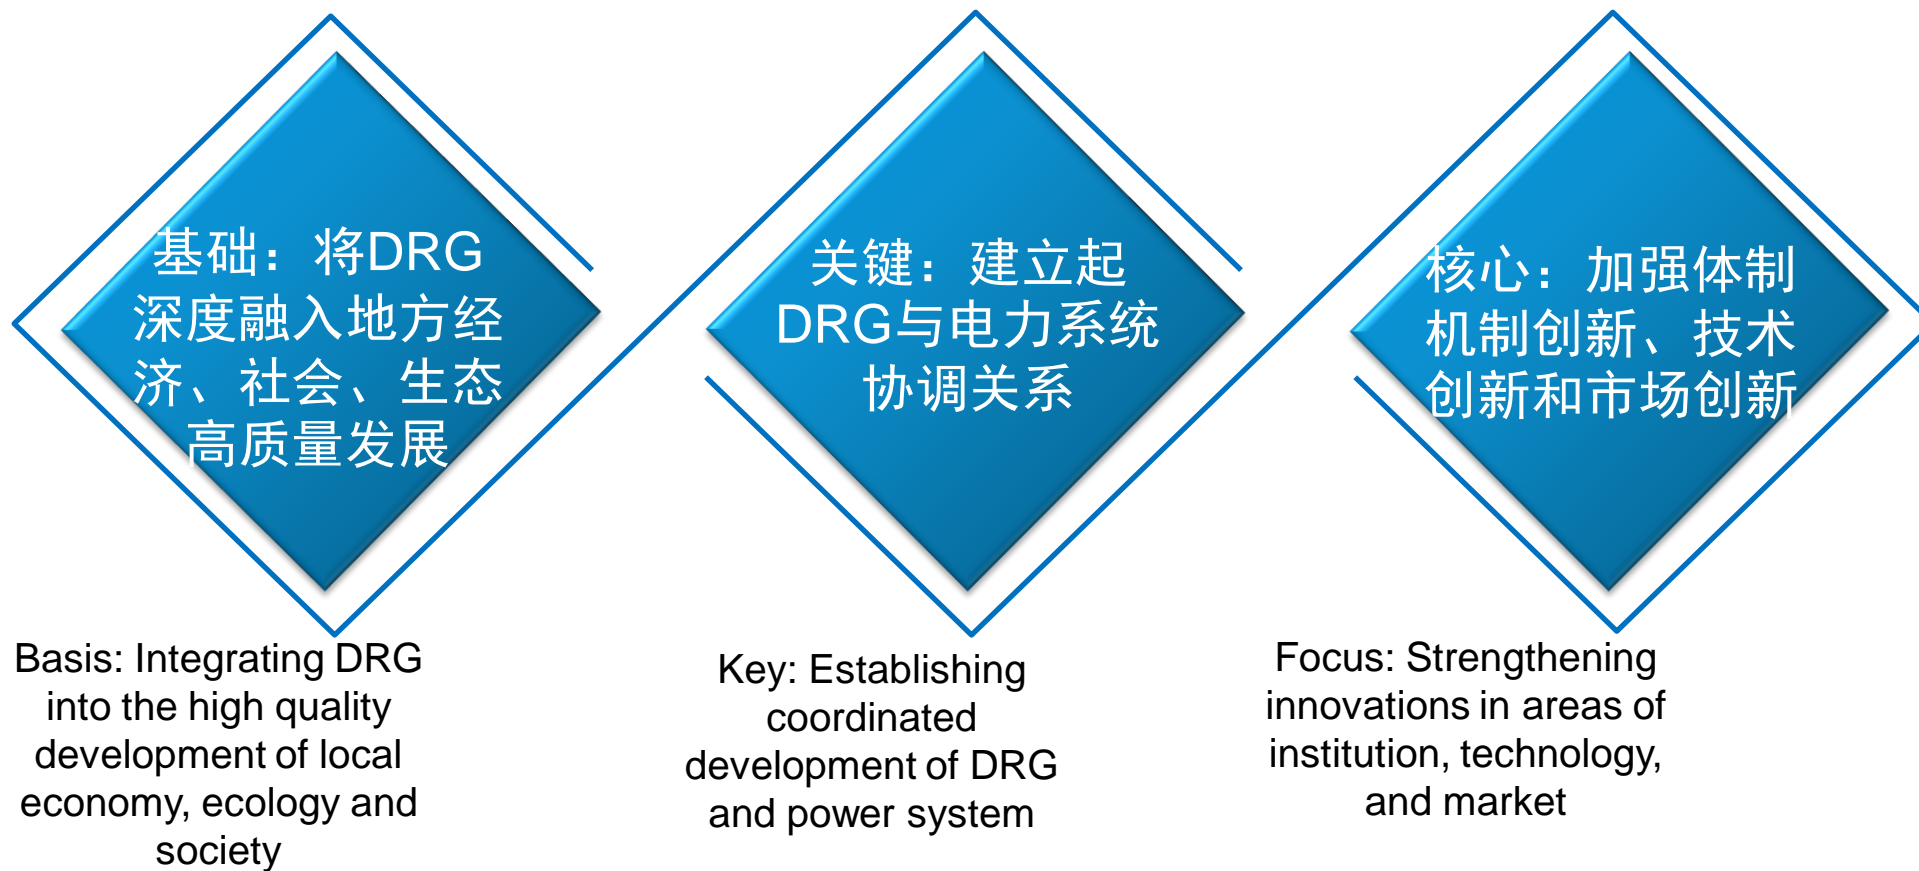 基础：将DRG
深度融入地方经
济、社会、生态
高质量发展
关键：建立起
DRG与电力系统
协调关系
核心：加强体制
机制创新、技术
创新和市场创新
Basis: Integrating DRG
into the high quality
development of local
economy, ecology and
society
Key: Establishing
coordinated
development of DRG
and power system
Focus: Strengthening
innovations in areas of
institution, technology,
and market